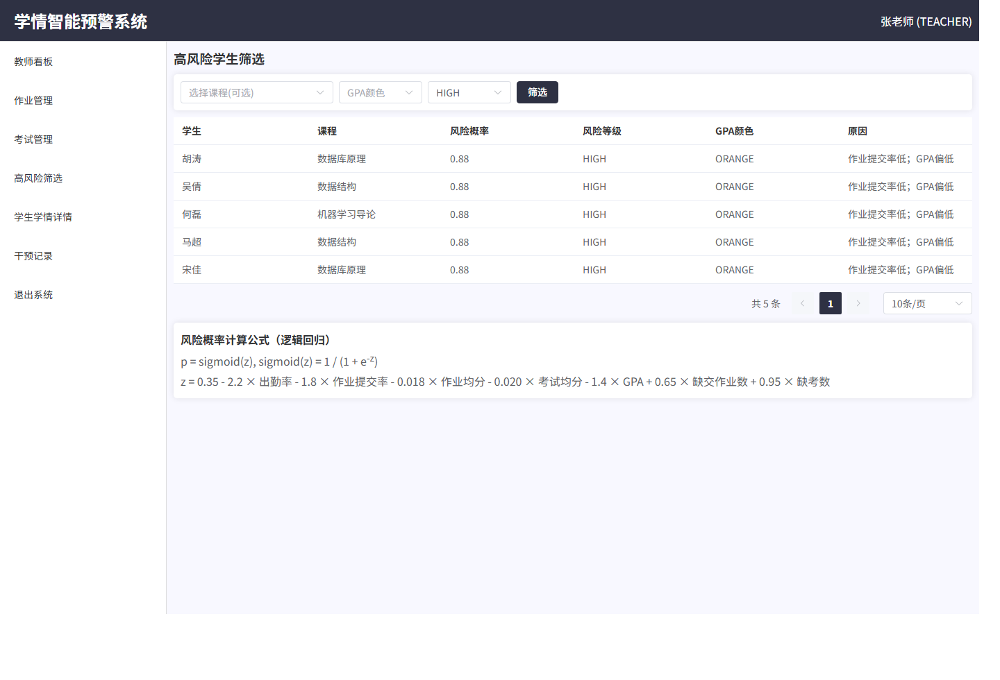 学情智能预警系统
张老师 (TEACHER)
教师看板
作业管理
考试管理
高风险筛选
学生学情详情
干预记录
退出系统
高风险学生筛选
选择课程(可选) GPA颜色 HIGH 筛选
学生 课程 风险概率 风险等级 GPA颜色 原因
胡涛 数据库原理 0.88 HIGH ORANGE 作业提交率低；GPA偏低
吴倩 数据结构 0.88 HIGH ORANGE 作业提交率低；GPA偏低
何磊 机器学习导论 0.88 HIGH ORANGE 作业提交率低；GPA偏低
马超 数据结构 0.88 HIGH ORANGE 作业提交率低；GPA偏低
宋佳 数据库原理 0.88 HIGH ORANGE 作业提交率低；GPA偏低
共 5 条 1 10条/页
风险概率计算公式（逻辑回归）
p = sigmoid(z), sigmoid(z) = 1 / (1 + e^-z)
z = 0.35 - 2.2 × 出勤率 - 1.8 × 作业提交率 - 0.018 × 作业均分 - 0.020 × 考试均分 - 1.4 × GPA + 0.65 × 缺交作业数 + 0.95 × 缺考数